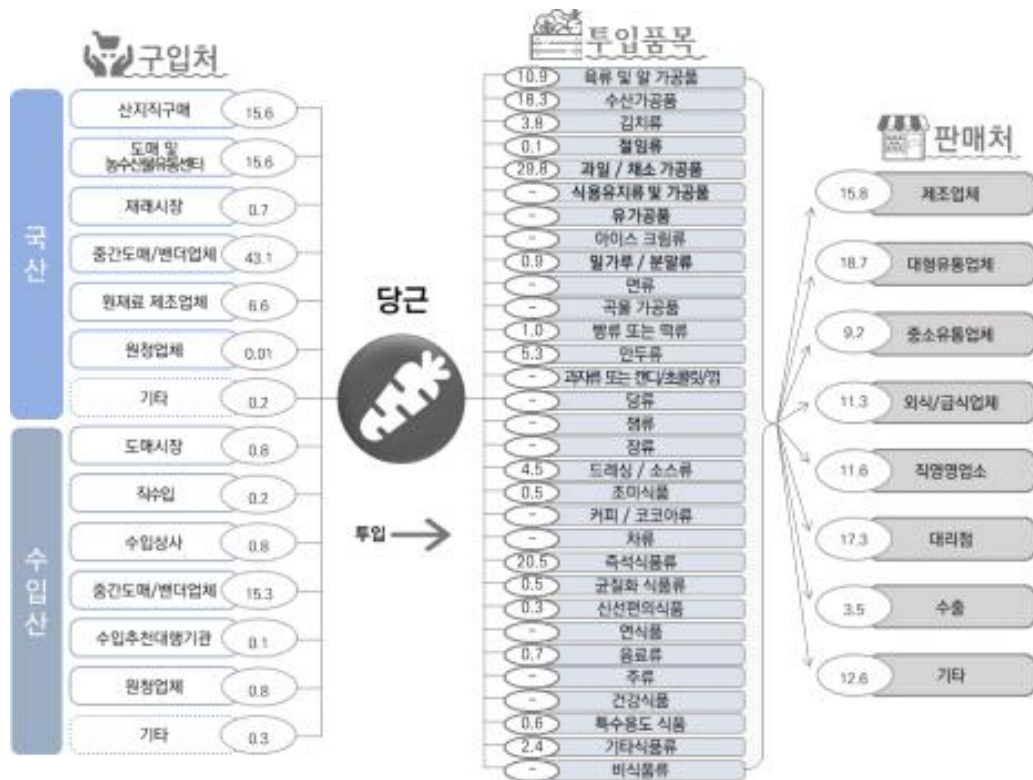 구입처
국산
산지직구매 15.6
도매 및
농수산물유통센터 15.6
재래시장 0.7
중간도매/밴더업체 43.1
원재료 제조업체 6.6
원청업체 0.01
기타 0.2
수입산
도매시장 0.8
직수입 0.2
수입상사 0.8
중간도매/밴더업체 15.3
수입추천대행기관 0.1
원청업체 0.8
기타 0.3
당근
투입
투입품목
10.9 육류 및 알 가공품
18.3 수산가공품
3.8 김치류
0.1 절임류
29.8 과일 / 채소 가공품
- 식용유지류 및 가공품
- 유가공품
- 아이스 크림류
0.9 밀가루 / 분말류
- 면류
- 곡물 가공품
1.0 빵류 또는 떡류
5.3 만두류
- 과자류 또는 캔디/초콜릿/껌
- 당류
- 잼류
- 장류
4.5 드레싱 / 소스류
0.5 조미식품
- 커피 / 코코아류
- 차류
20.5 즉석식품류
0.5 균질화 식품류
0.3 신선편의식품
- 연식품
0.7 음료류
- 주류
- 건강식품
0.6 특수용도 식품
2.4 기타식품류
- 비식품류
판매처
15.8 제조업체
18.7 대형유통업체
9.2 중소유통업체
11.3 외식/급식업체
11.6 직영영업소
17.3 대리점
3.5 수출
12.6 기타